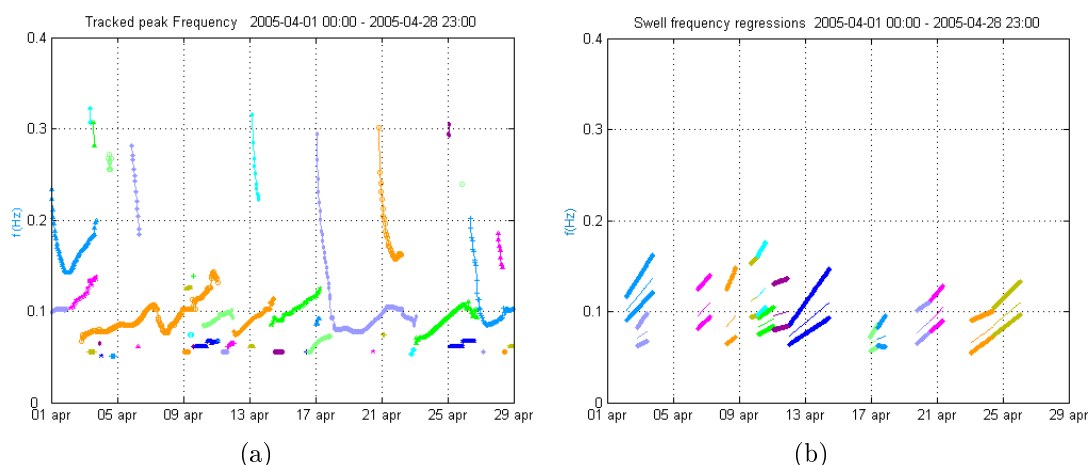 Tracked peak Frequency 2005-04-01 00:00 - 2005-04-28 23:00
0.4
0.3
0.2
0.1
0
f(Hz)
01 apr 05 apr 09 apr 13 apr 17 apr 21 apr 25 apr 29 apr
(a)
Swell frequency regressions 2005-04-01 00:00 - 2005-04-28 23:00
0.4
0.3
0.2
0.1
0
f(Hz)
01 apr 05 apr 09 apr 13 apr 17 apr 21 apr 25 apr 29 apr
(b)